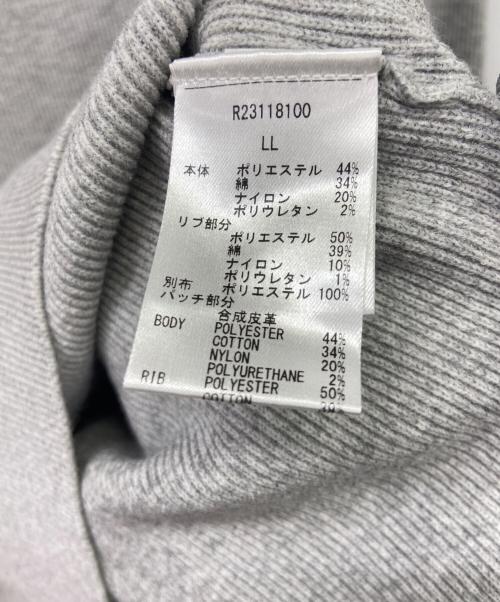 R23118100
LL
本体 ポリエステル 44%
綿 34%
ナイロン 20%
ポリウレタン 2%
リブ部分
ポリエステル 50%
綿 39%
ナイロン 10%
ポリウレタン 1%
別布 ポリエステル 100%
パッチ部分
合成皮革
BODY POLYESTER 44%
COTTON 34%
NYLON 20%
POLYURETHANE 2%
RIB POLYESTER 50%
COTTON 39%